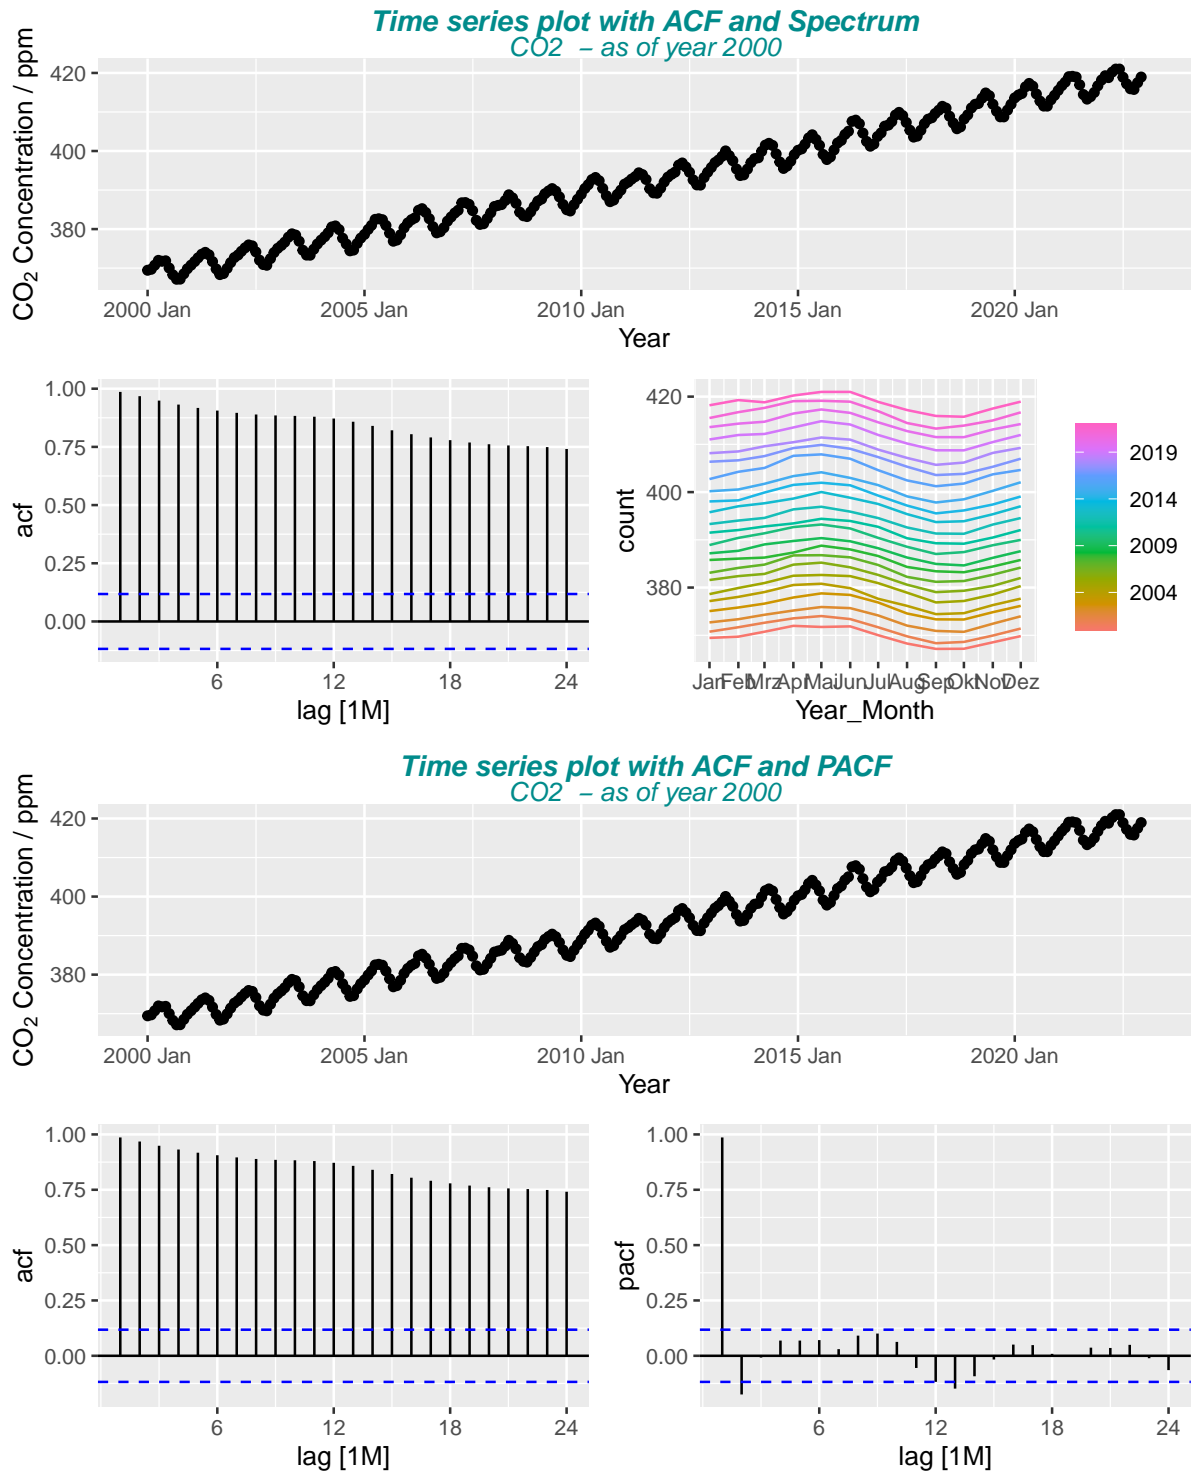 Time series plot with ACF and Spectrum
CO2 – as of year 2000
CO₂ Concentration / ppm
420
400
380
2000 Jan 2005 Jan 2010 Jan 2015 Jan 2020 Jan
Year
acf
1.00
0.75
0.50
0.25
0.00
6 12 18 24
lag [1M]
count
420
400
380
Jan Feb Mrz Apr Mai Jun Jul Aug Sep Okt Nov Dez
Year_Month
2019
2014
2009
2004
Time series plot with ACF and PACF
CO2 – as of year 2000
CO₂ Concentration / ppm
420
400
380
2000 Jan 2005 Jan 2010 Jan 2015 Jan 2020 Jan
Year
acf
1.00
0.75
0.50
0.25
0.00
6 12 18 24
lag [1M]
pacf
1.00
0.75
0.50
0.25
0.00
6 12 18 24
lag [1M]